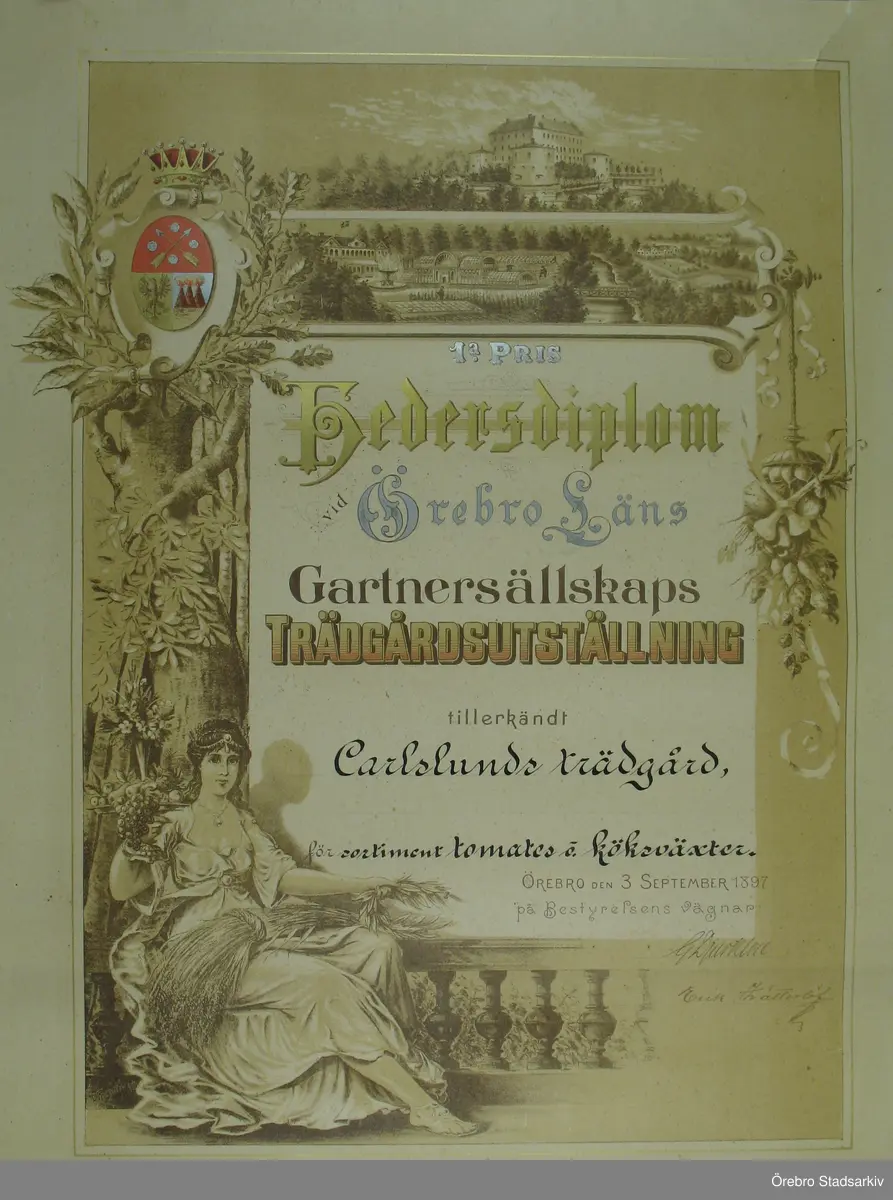 1a PRIS
Hedersdiplom
vid Örebro Läns
Gartnersällskaps
TRÄDGÅRDSUTSTÄLLNING
tillerkändt
Carlslunds trädgård,
för sortiment tomates o. köksväxter.
ÖREBRO DEN 3 SEPTEMBER 1897
på Bestyrelsens vägnar
Erik
Örebro Stadsarkiv